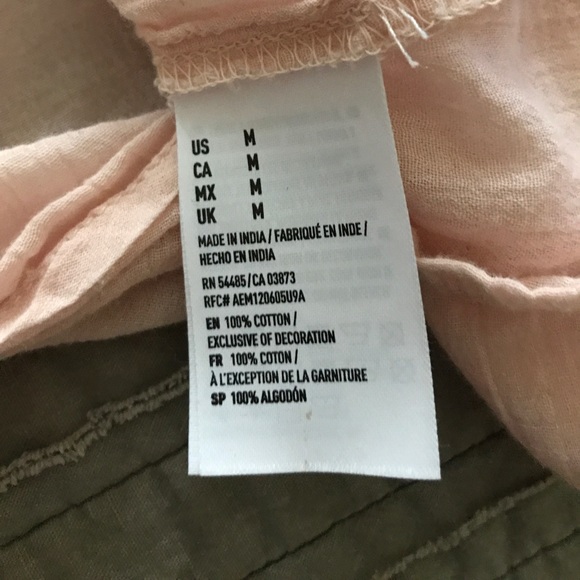 US M
CA M
MX M
UK M
MADE IN INDIA / FABRIQUÉ EN INDE /
HECHO EN INDIA
RN 54485/CA 03873
RFC# AEM120605U9A
EN 100% COTTON /
EXCLUSIVE OF DECORATION
FR 100% COTON /
À L'EXCEPTION DE LA GARNITURE
SP 100% ALGODÓN